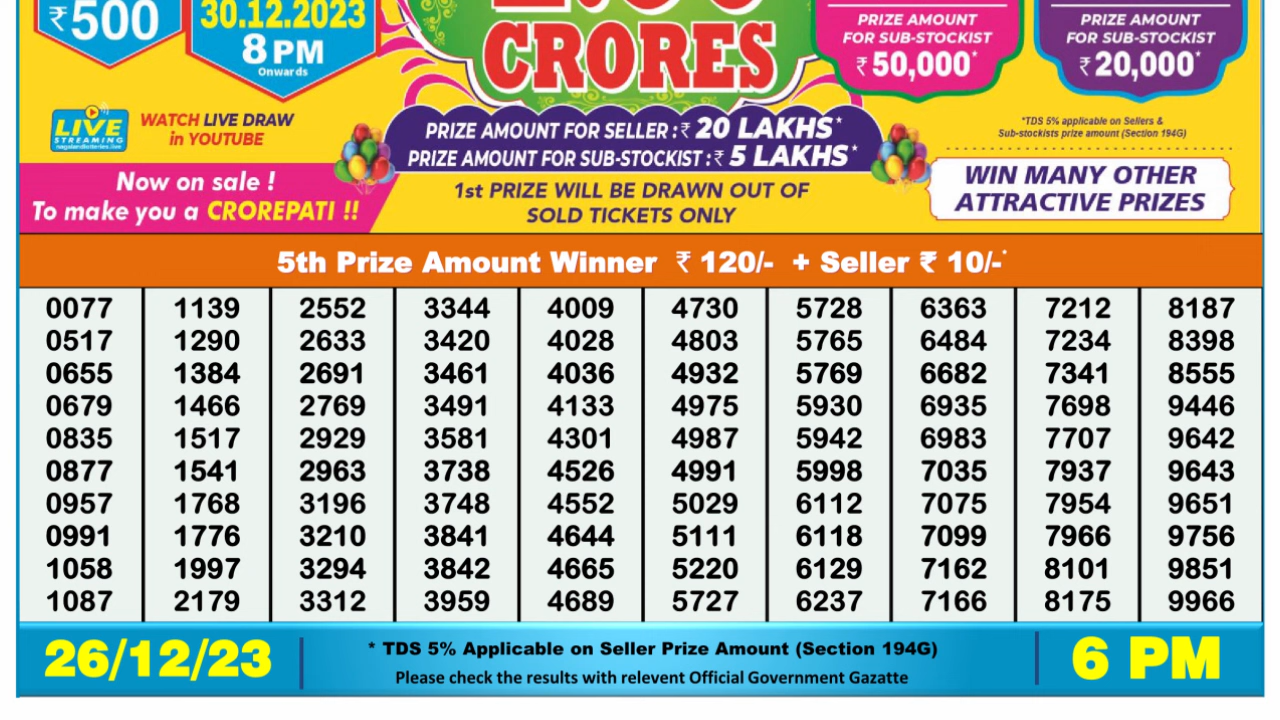 ₹500
30.12.2023
8 PM
Onwards
CRORES
PRIZE AMOUNT
FOR SUB-STOCKIST
₹ 50,000*
PRIZE AMOUNT
FOR SUB-STOCKIST
₹ 20,000*
LIVE
STREAMING
nagalandlotteries.live
WATCH LIVE DRAW
in YOUTUBE
PRIZE AMOUNT FOR SELLER :₹ 20 LAKHS*
PRIZE AMOUNT FOR SUB-STOCKIST :₹ 5 LAKHS*
*TDS 5% applicable on Sellers &
Sub-stockists prize amount (Section 194G)
Now on sale !
To make you a CROREPATI !!
1st PRIZE WILL BE DRAWN OUT OF
SOLD TICKETS ONLY
WIN MANY OTHER
ATTRACTIVE PRIZES
5th Prize Amount Winner ₹ 120/- + Seller ₹ 10/-*
0077 1139 2552 3344 4009 4730 5728 6363 7212 8187
0517 1290 2633 3420 4028 4803 5765 6484 7234 8398
0655 1384 2691 3461 4036 4932 5769 6682 7341 8555
0679 1466 2769 3491 4133 4975 5930 6935 7698 9446
0835 1517 2929 3581 4301 4987 5942 6983 7707 9642
0877 1541 2963 3738 4526 4991 5998 7035 7937 9643
0957 1768 3196 3748 4552 5029 6112 7075 7954 9651
0991 1776 3210 3841 4644 5111 6118 7099 7966 9756
1058 1997 3294 3842 4665 5220 6129 7162 8101 9851
1087 2179 3312 3959 4689 5727 6237 7166 8175 9966
26/12/23
* TDS 5% Applicable on Seller Prize Amount (Section 194G)
Please check the results with relevent Official Government Gazatte
6 PM